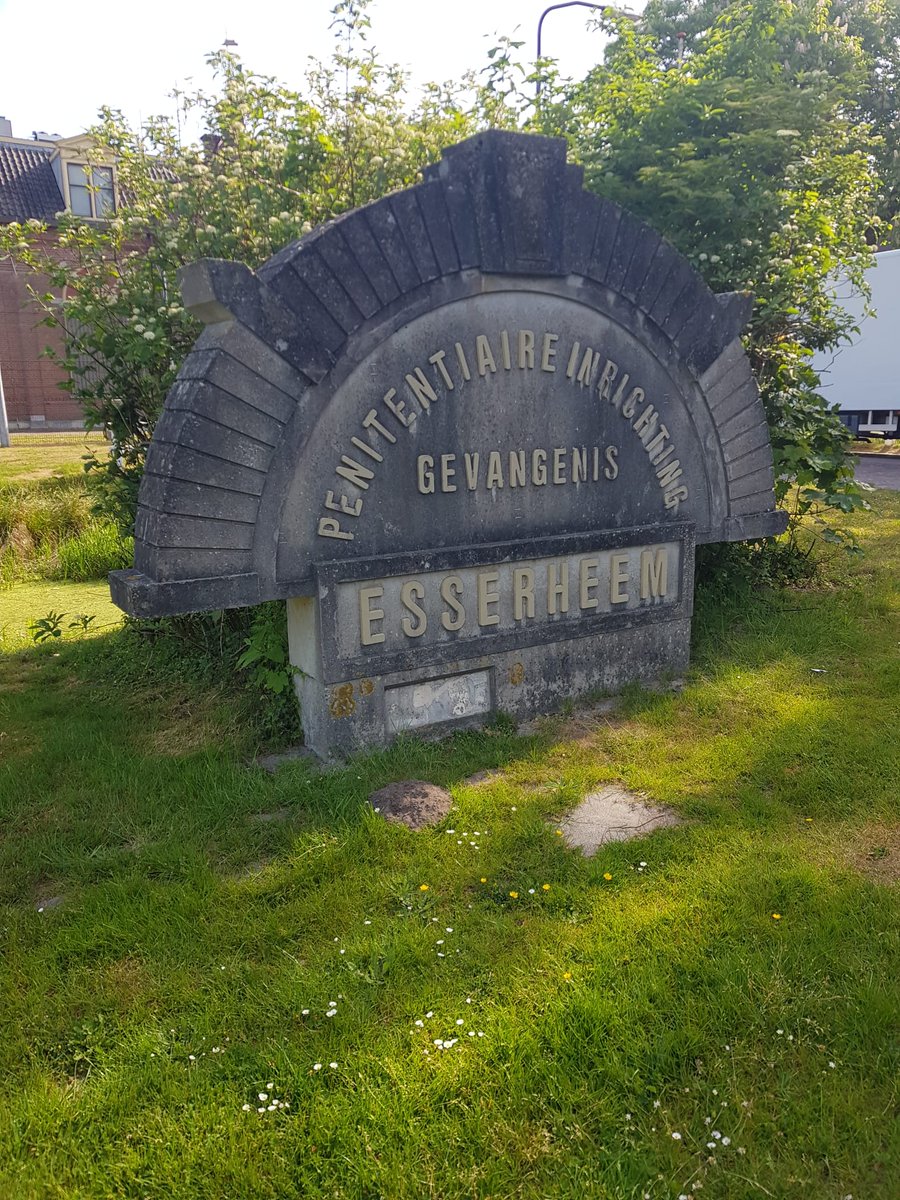 PENITENTIAIRE INRICHTING
GEVANGENIS
ESSERHEEM